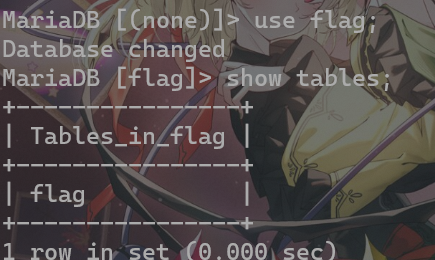 MariaDB [(none)]> use flag;
Database changed
MariaDB [flag]> show tables;
+----------------+
| Tables_in_flag |
+----------------+
| flag           |
+----------------+
1 row in set (0.000 sec)